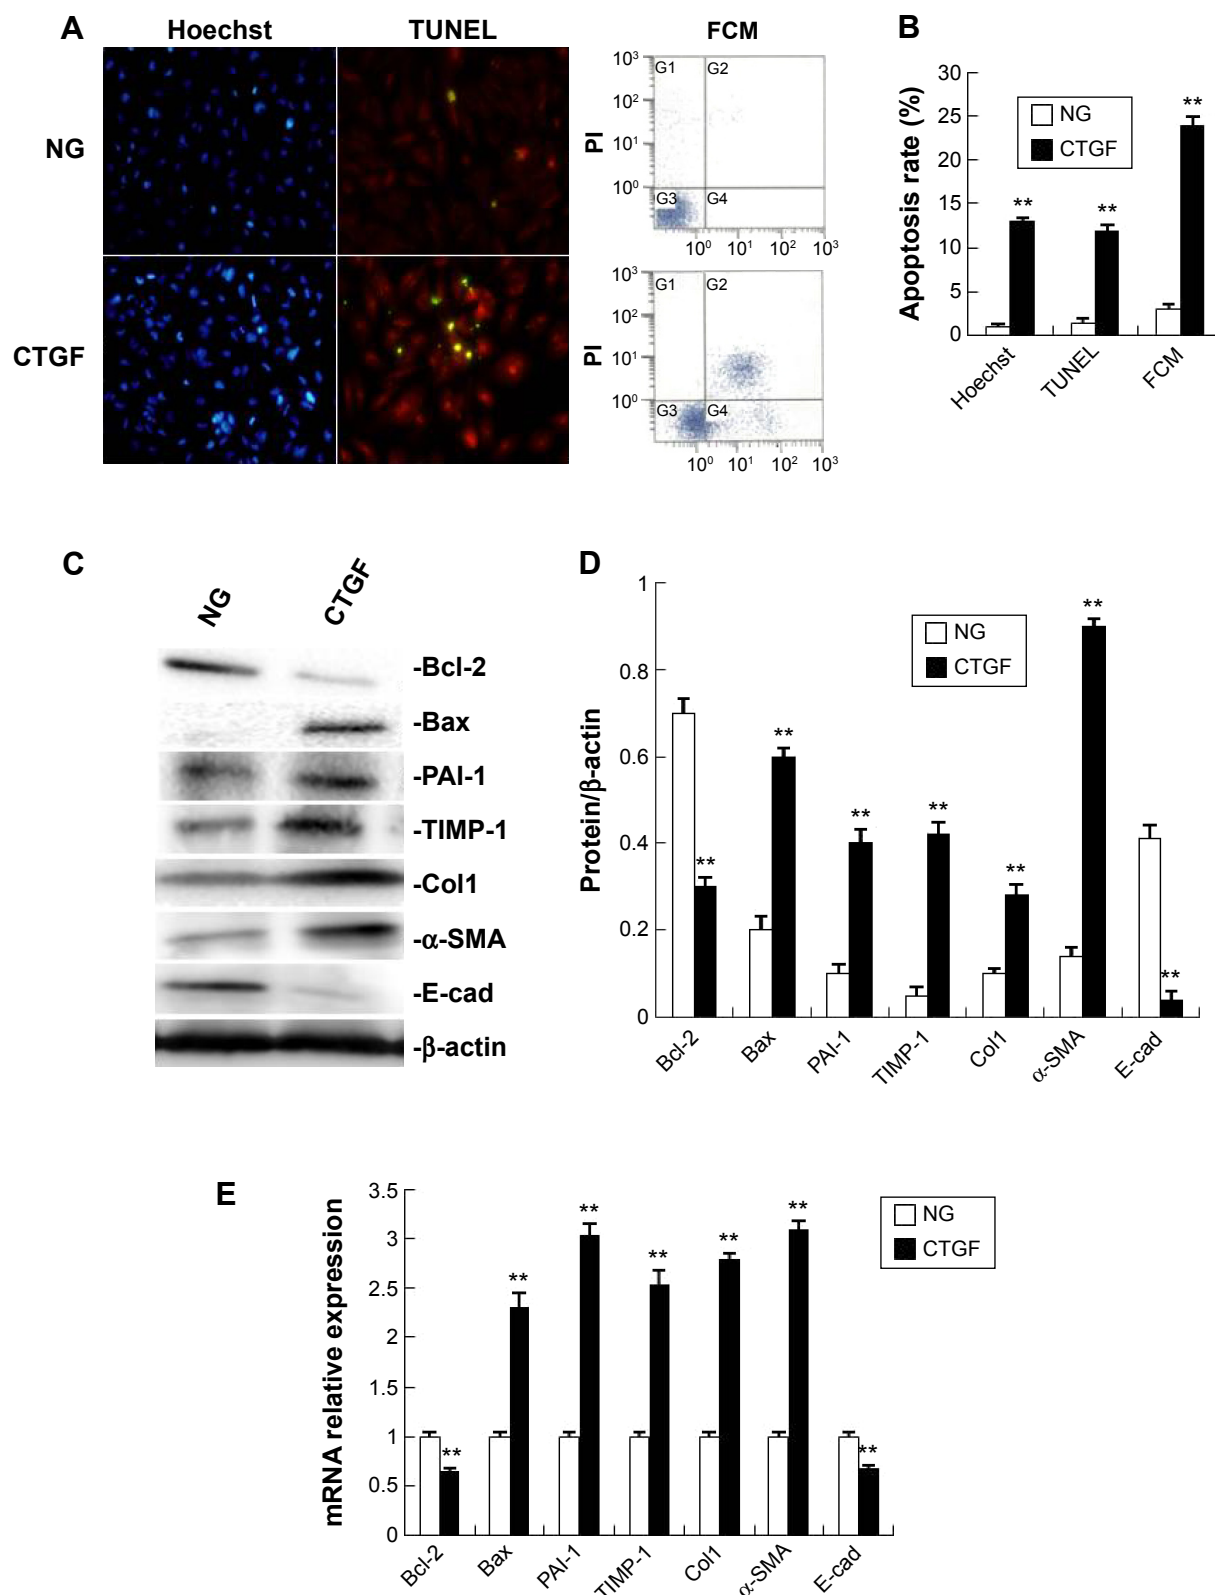 A
Hoechst
TUNEL
FCM
NG
CTGF
10³
10²
10¹
10⁰
PI
G1
G2
G3
G4
10⁰ 10¹ 10² 10³
10³
10²
10¹
10⁰
PI
G1
G2
G3
G4
10⁰ 10¹ 10² 10³
B
Apoptosis rate (%)
30
25
20
15
10
5
0
NG
CTGF
**
**
**
Hoechst
TUNEL
FCM
C
NG
CTGF
-Bcl-2
-Bax
-PAI-1
-TIMP-1
-Col1
-α-SMA
-E-cad
-β-actin
D
Protein/β-actin
1
0.8
0.6
0.4
0.2
0
NG
CTGF
**
**
**
**
**
**
**
Bcl-2
Bax
PAI-1
TIMP-1
Col1
α-SMA
E-cad
E
mRNA relative expression
3.5
3
2.5
2
1.5
1
0.5
0
NG
CTGF
**
**
**
**
**
**
**
Bcl-2
Bax
PAI-1
TIMP-1
Col1
α-SMA
E-cad